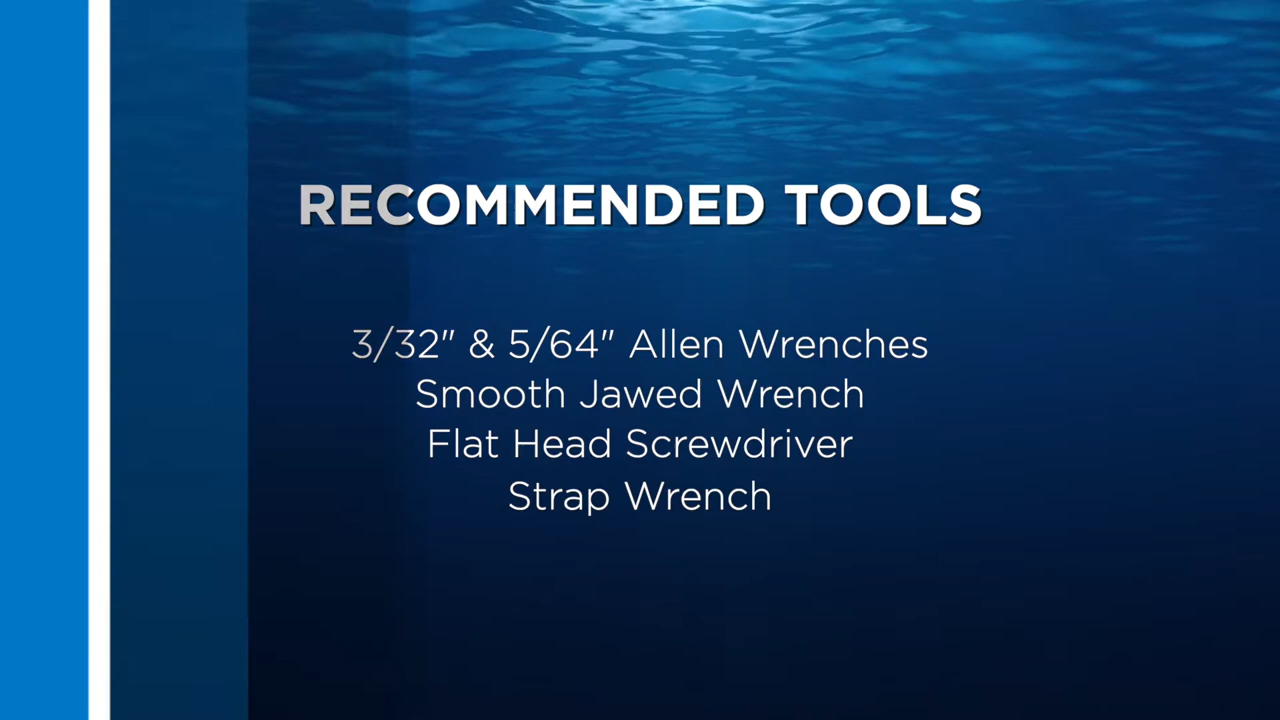 RECOMMENDED TOOLS
3/32" & 5/64" Allen Wrenches
Smooth Jawed Wrench
Flat Head Screwdriver
Strap Wrench